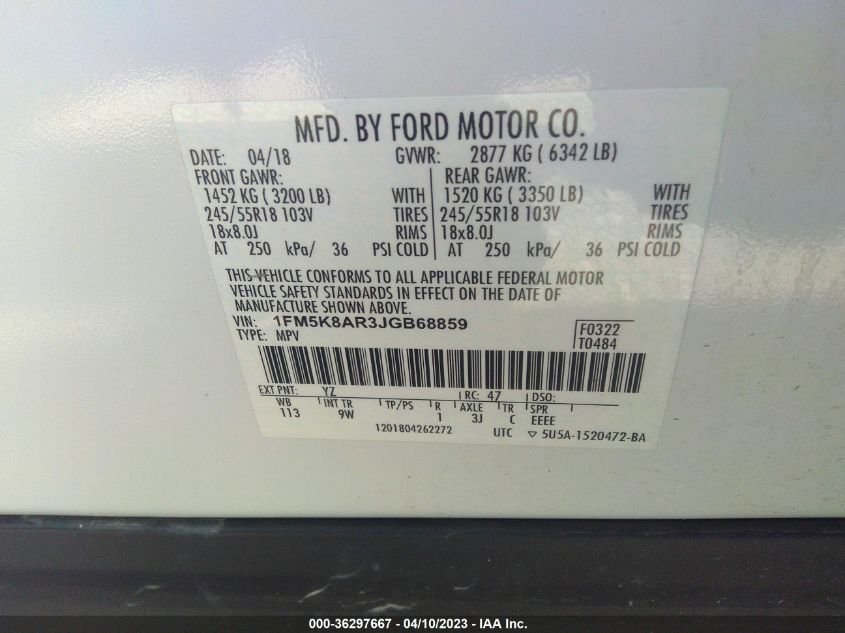 MFD. BY FORD MOTOR CO.
DATE: 04/18 GVWR: 2877 KG ( 6342 LB)
FRONT GAWR: REAR GAWR:
1452 KG ( 3200 LB) WITH 1520 KG ( 3350 LB) WITH
245/55R18 103V TIRES 245/55R18 103V TIRES
18x8.0J RIMS 18x8.0J RIMS
AT 250 kPa/ 36 PSI COLD AT 250 kPa/ 36 PSI COLD
THIS VEHICLE CONFORMS TO ALL APPLICABLE FEDERAL MOTOR
VEHICLE SAFETY STANDARDS IN EFFECT ON THE DATE OF
MANUFACTURE SHOWN ABOVE.
VIN: 1FM5K8AR3JGB68859 F0322
TYPE: MPV T0484
EXT PNT: YZ RC: 47 DSO:
WB INT TR TP/PS R AXLE TR SPR
113 9W 1 3J C EEEE
1201804262272 UTC ▽ 5U5A-1520472-BA
000-36297667 - 04/10/2023 - IAA Inc.